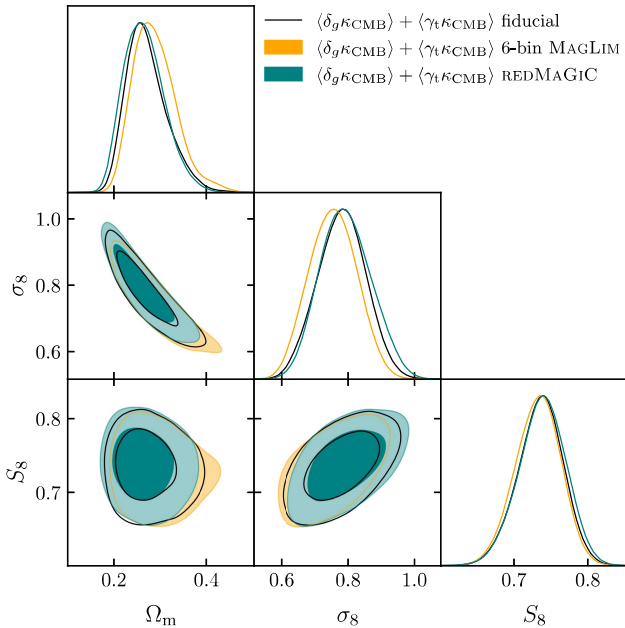 ⟨δgκCMB⟩ + ⟨γtκCMB⟩ fiducial
⟨δgκCMB⟩ + ⟨γtκCMB⟩ 6-bin MAGLIM
⟨δgκCMB⟩ + ⟨γtκCMB⟩ REDMAGIC
1.0
0.8
0.6
σ8
0.8
0.7
S8
0.2 0.4
0.6 0.8 1.0
0.7 0.8
Ωm
σ8
S8